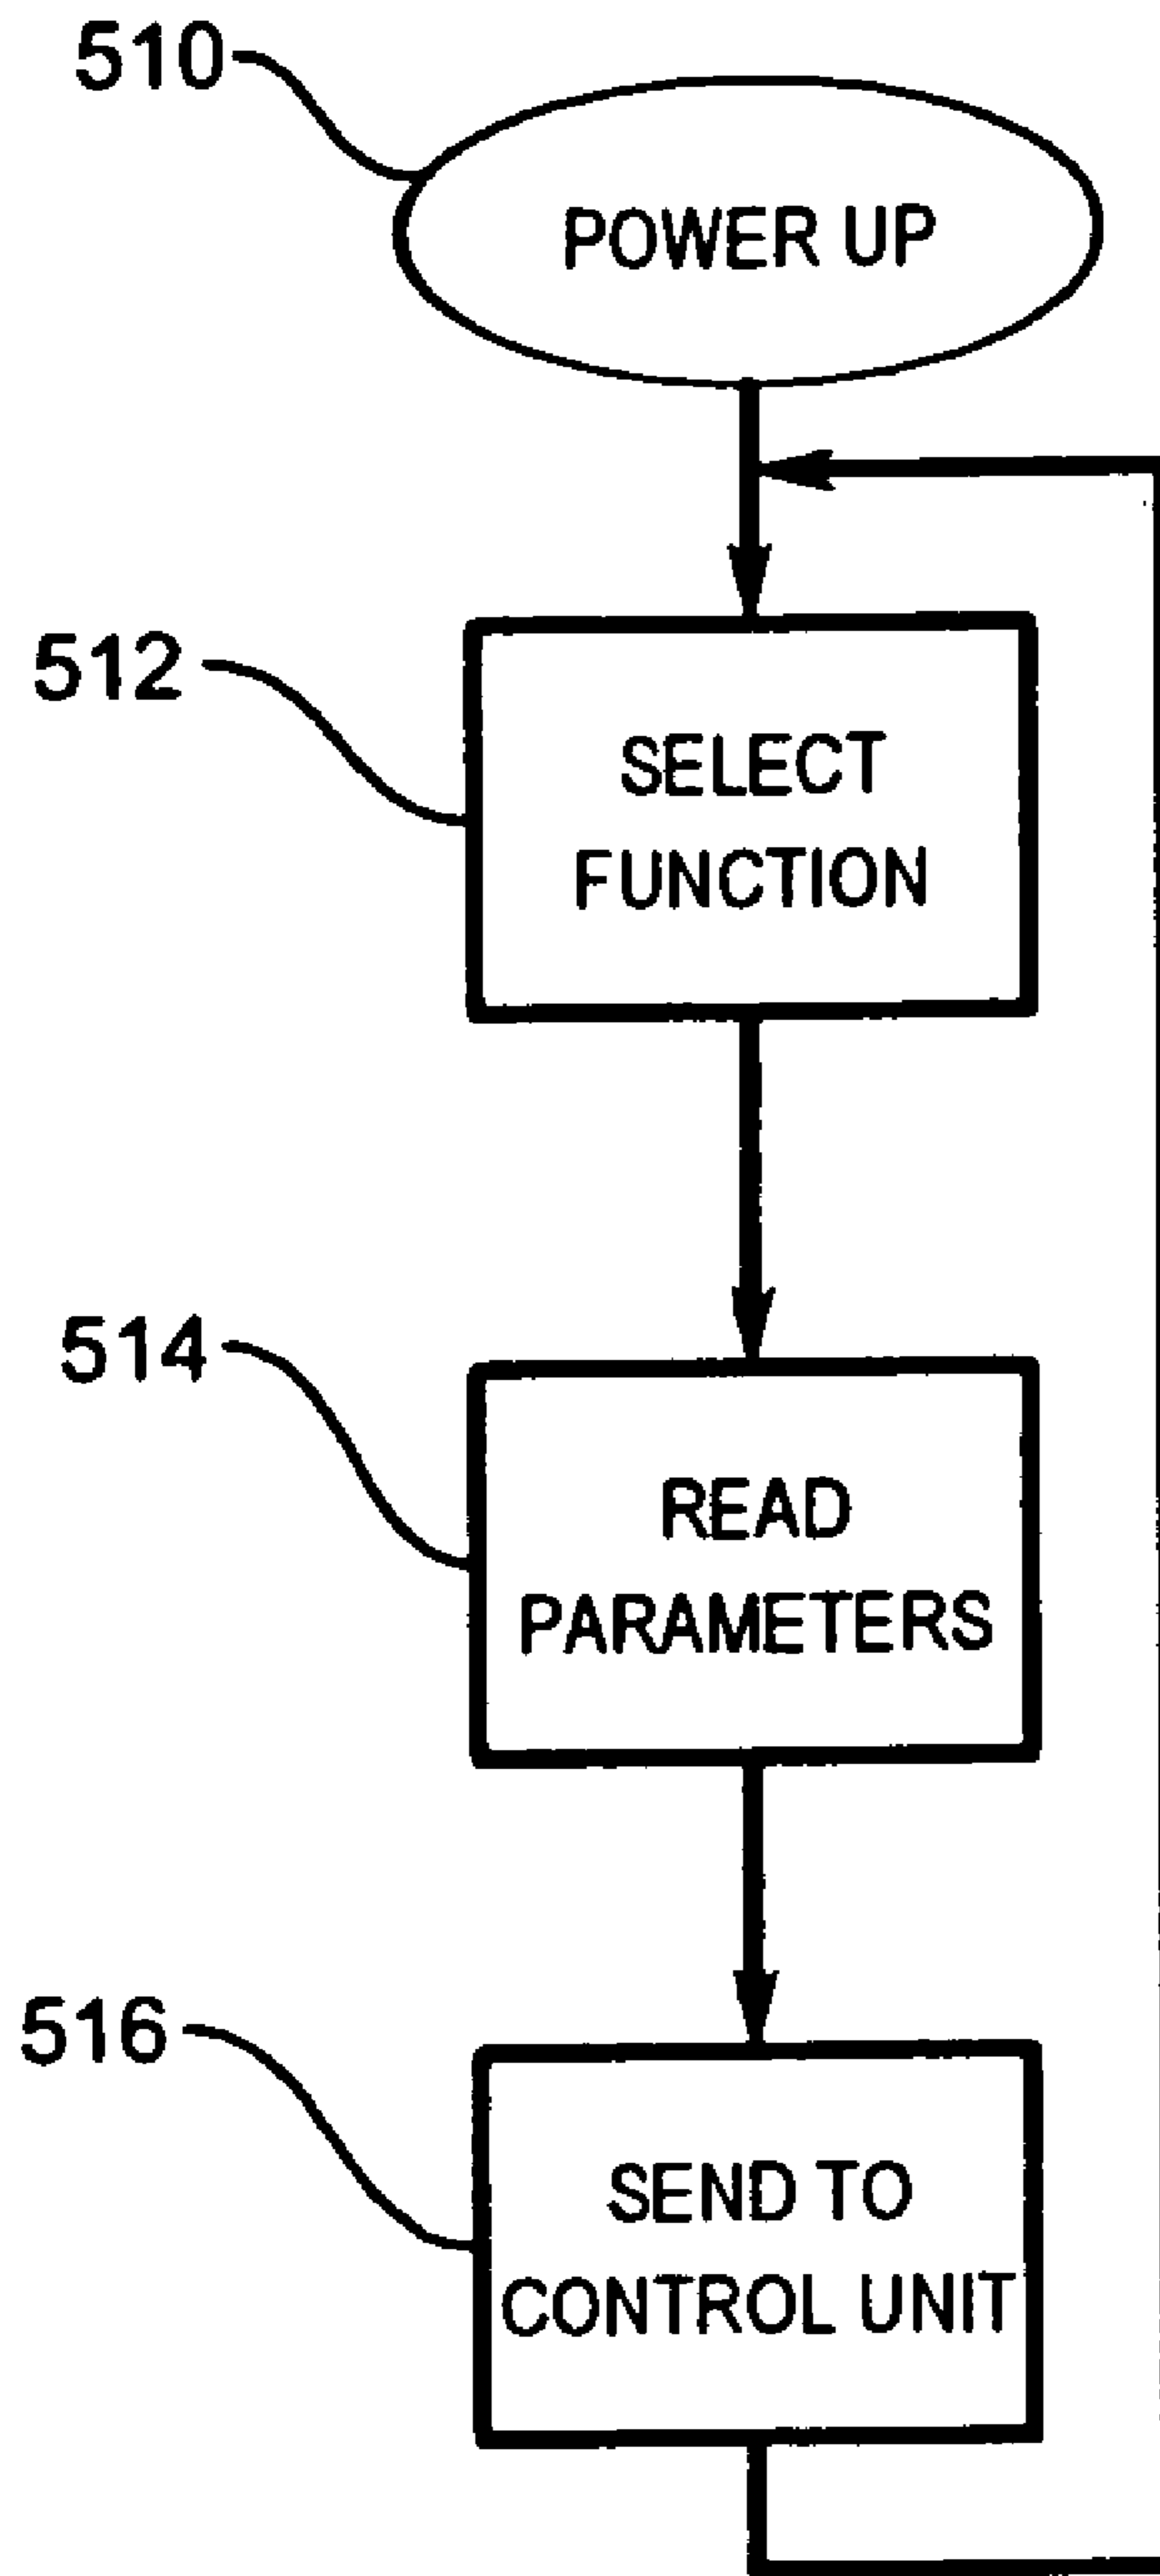 510
POWER UP
512
SELECT
FUNCTION
514
READ
PARAMETERS
516
SEND TO
CONTROL UNIT